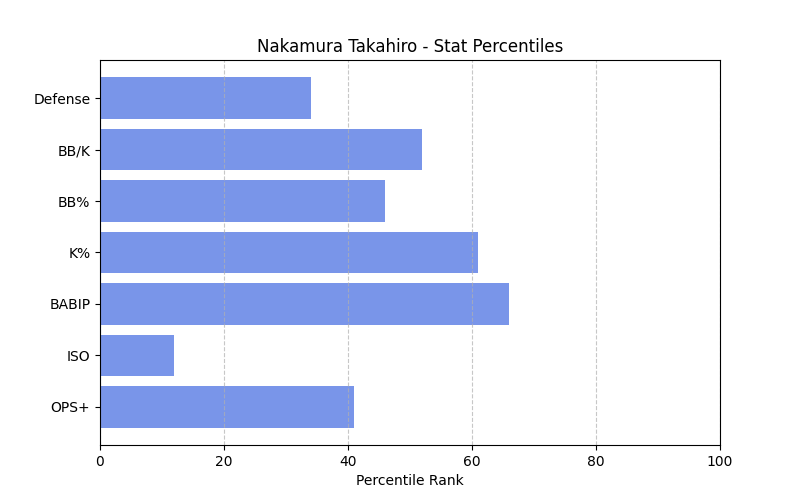 Nakamura Takahiro - Stat Percentiles
Defense
BB/K
BB%
K%
BABIP
ISO
OPS+
0 20 40 60 80 100
Percentile Rank